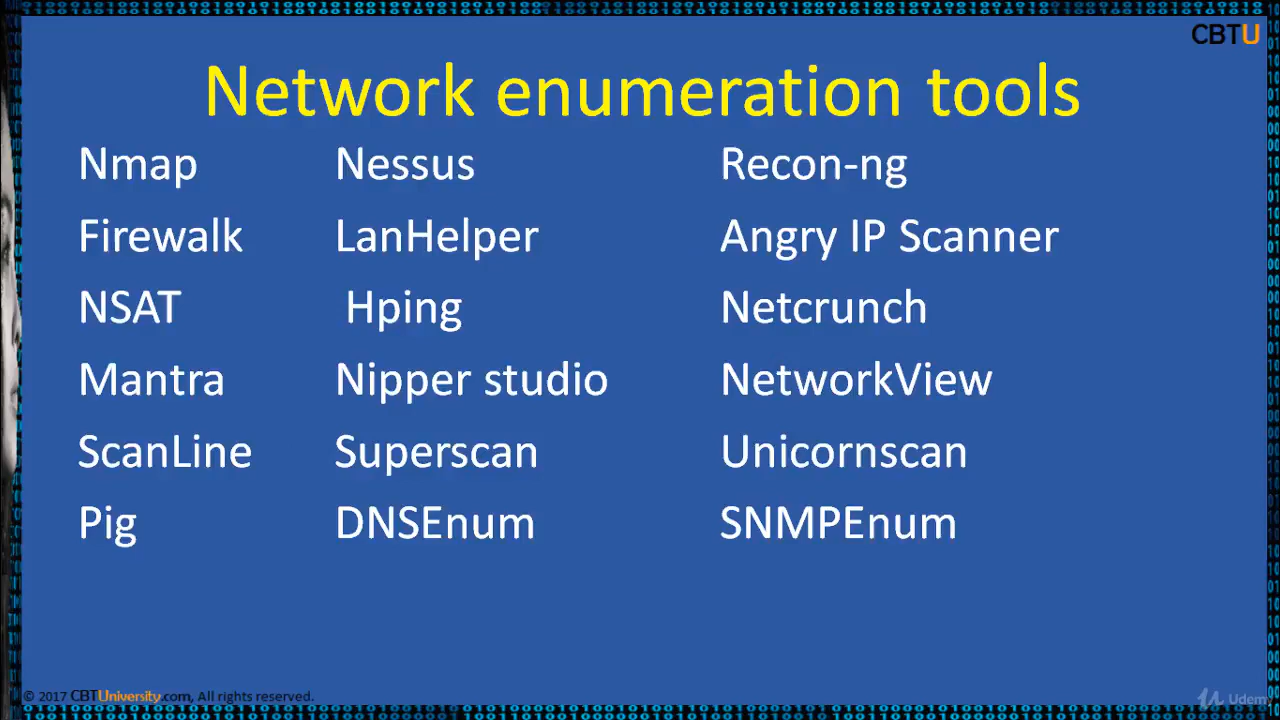 CBTU
Network enumeration tools
Nmap Nessus Recon-ng
Firewalk LanHelper Angry IP Scanner
NSAT Hping Netcrunch
Mantra Nipper studio NetworkView
ScanLine Superscan Unicornscan
Pig DNSEnum SNMPEnum
© 2017 CBTUniversity.com, All rights reserved.
Udem